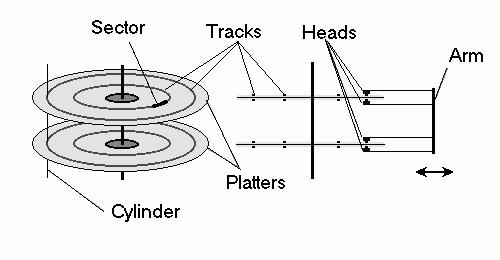 Sector
Tracks
Heads
Arm
Platters
Cylinder